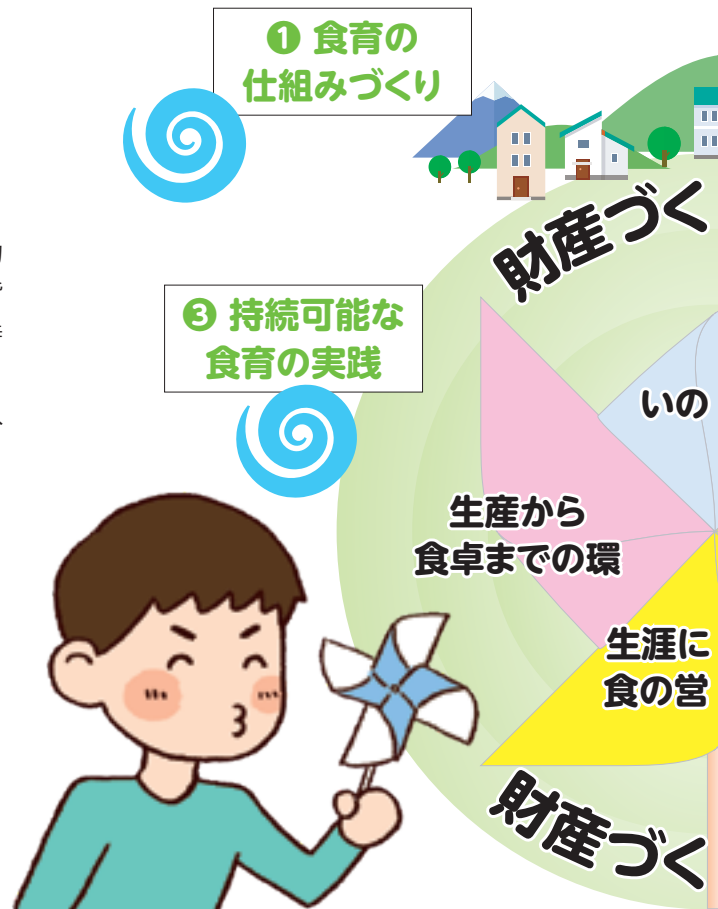 ❶ 食育の
仕組みづくり
財産づく
❸ 持続可能な
食育の実践
いの
生産から
食卓までの環
生涯に
食の営
財産づく